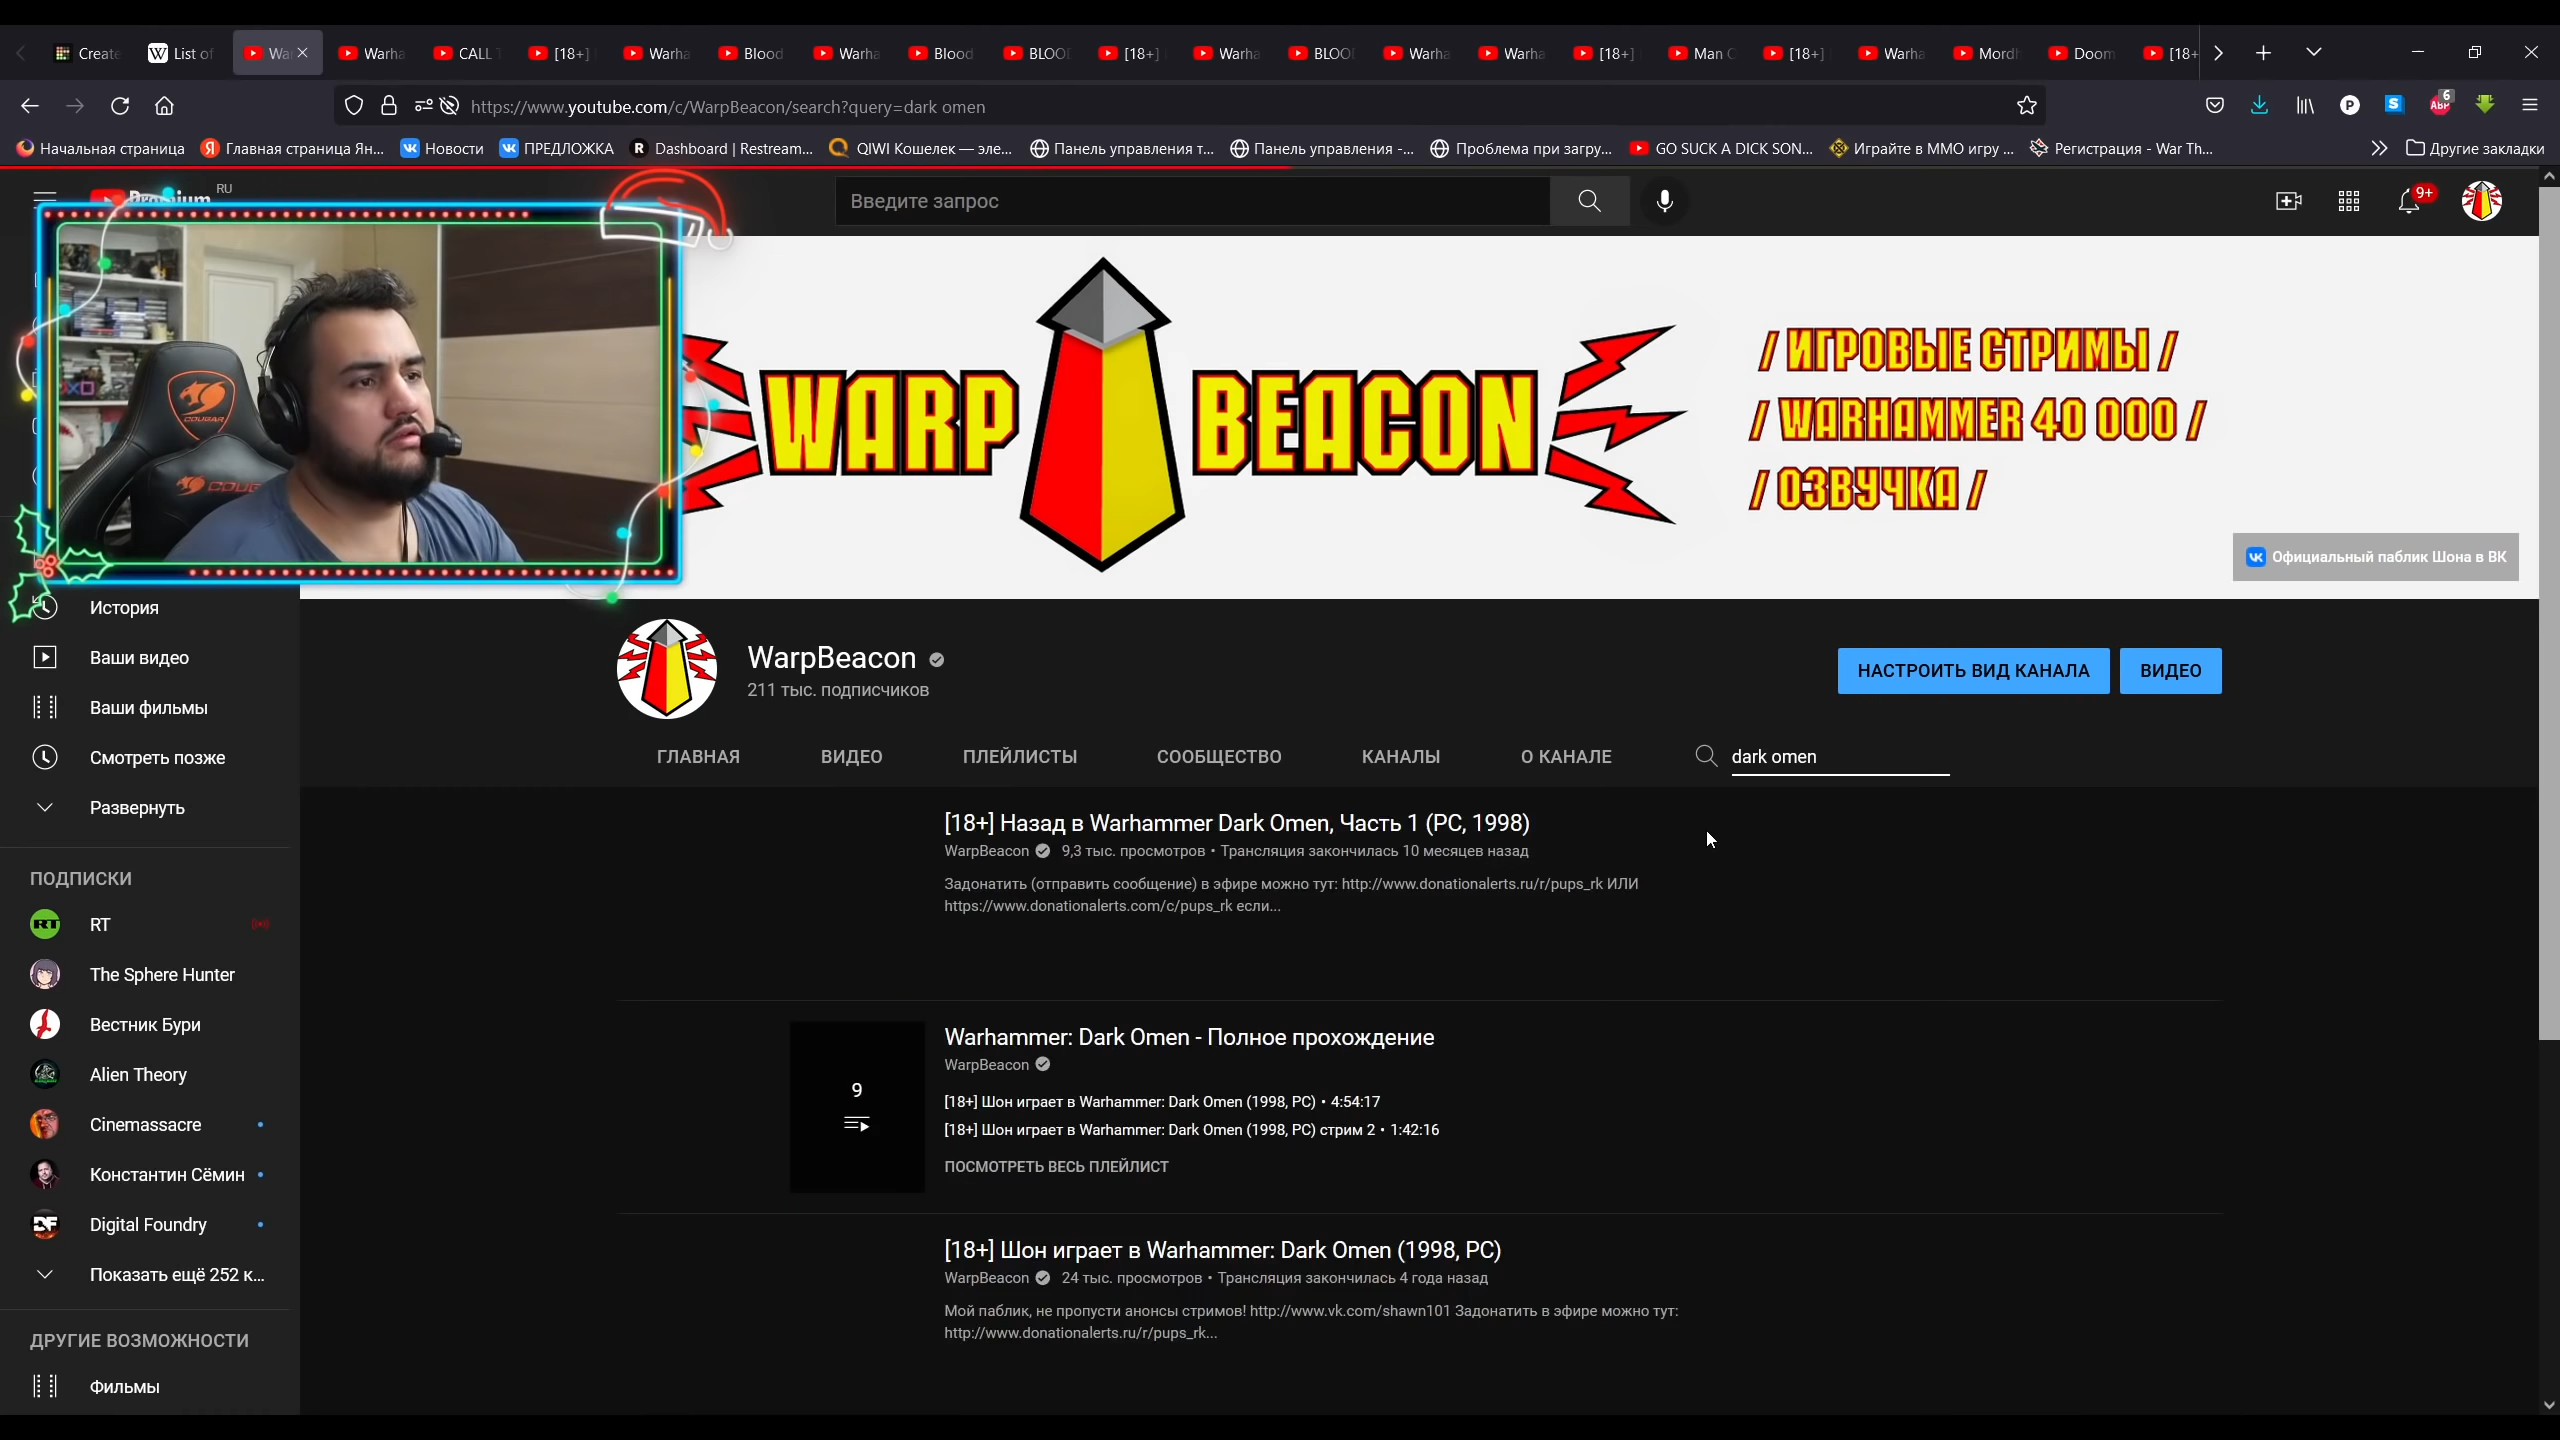 Create
List of
Wa
Warha
CALL T
[18+]
Warha
Blood
Warha
Blood
BLOOD
[18+]
Warha
BLOO
Warha
Warha
[18+]
Man O
[18+]
Warha
Mordh
Doom
[18+
https://www.youtube.com/c/WarpBeacon/search?query=dark omen
6
ABP
Начальная страница
Главная страница Ян...
Новости
ПРЕДЛОЖКА
Dashboard | Restream...
QIWI Кошелек — эле...
Панель управления т...
Панель управления -...
Проблема при загру...
GO SUCK A DICK SON...
Играйте в ММО игру ...
Регистрация - War Th...
Другие закладки
Premium
RU
Введите запрос
9+
COUGAR
WARP BEACON
/ ИГРОВЫЕ СТРИМЫ /
/ WARHAMMER 40 000 /
/ ОЗВУЧКА /
Официальный паблик Шона в ВК
История
Ваши видео
Ваши фильмы
Смотреть позже
Развернуть
ПОДПИСКИ
RT
The Sphere Hunter
Вестник Бури
Alien Theory
Cinemassacre
Константин Сёмин
Digital Foundry
Показать ещё 252 к...
ДРУГИЕ ВОЗМОЖНОСТИ
Фильмы
WarpBeacon
211 тыс. подписчиков
НАСТРОИТЬ ВИД КАНАЛА
ВИДЕО
ГЛАВНАЯ
ВИДЕО
ПЛЕЙЛИСТЫ
СООБЩЕСТВО
КАНАЛЫ
О КАНАЛЕ
dark omen
[18+] Назад в Warhammer Dark Omen, Часть 1 (PC, 1998)
WarpBeacon 9,3 тыс. просмотров • Трансляция закончилась 10 месяцев назад
Задонатить (отправить сообщение) в эфире можно тут: http://www.donationalerts.ru/r/pups_rk ИЛИ
https://www.donationalerts.com/c/pups_rk если...
9
Warhammer: Dark Omen - Полное прохождение
WarpBeacon
[18+] Шон играет в Warhammer: Dark Omen (1998, PC) • 4:54:17
[18+] Шон играет в Warhammer: Dark Omen (1998, PC) стрим 2 • 1:42:16
ПОСМОТРЕТЬ ВЕСЬ ПЛЕЙЛИСТ
[18+] Шон играет в Warhammer: Dark Omen (1998, PC)
WarpBeacon 24 тыс. просмотров • Трансляция закончилась 4 года назад
Мой паблик, не пропусти анонсы стримов! http://www.vk.com/shawn101 Задонатить в эфире можно тут:
http://www.donationalerts.ru/r/pups_rk...